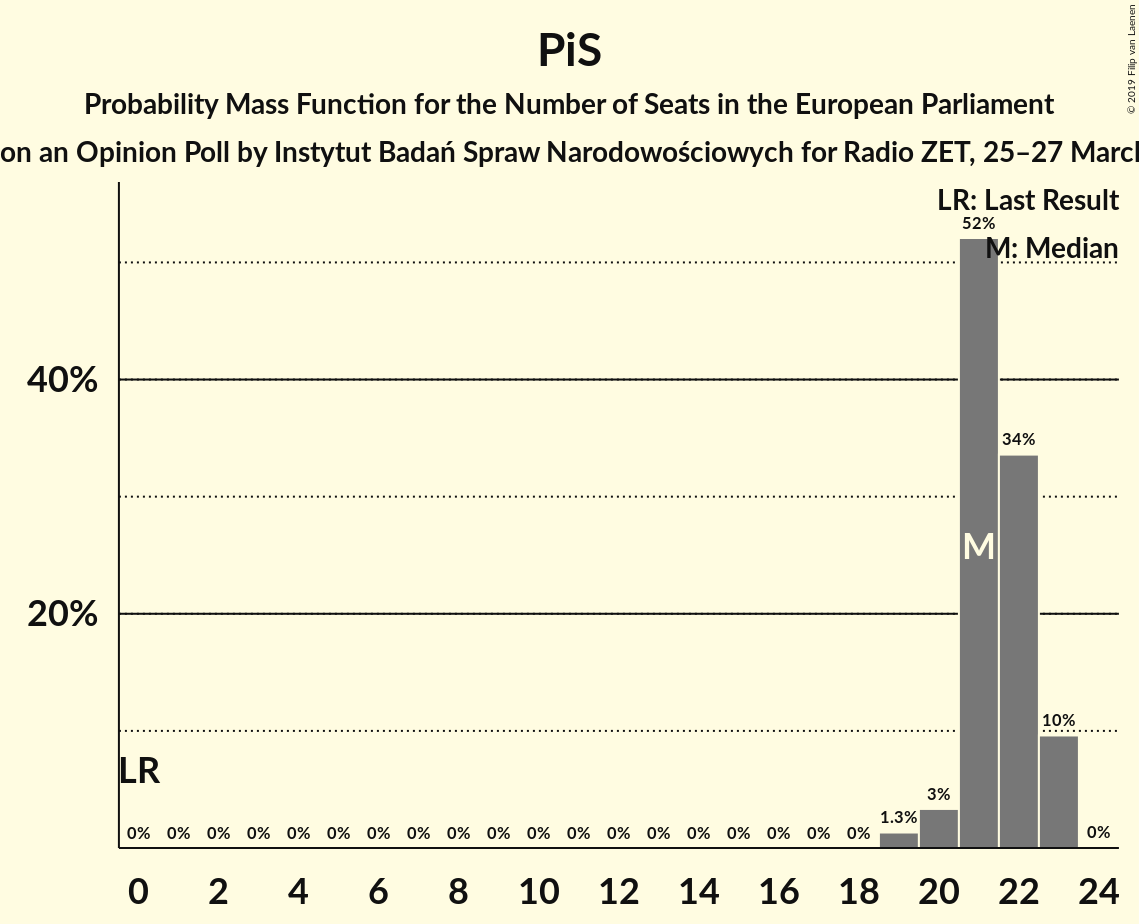 PiS
Probability Mass Function for the Number of Seats in the European Parliament
on an Opinion Poll by Instytut Badań Spraw Narodowościowych for Radio ZET, 25–27 March
© 2019 Filip van Laenen
LR: Last Result
M: Median
52%
40%
34%
M
20%
10%
LR
3%
1.3%
0% 0% 0% 0% 0% 0% 0% 0% 0% 0% 0% 0% 0% 0% 0% 0% 0% 0% 0% 0%
0 2 4 6 8 10 12 14 16 18 20 22 24